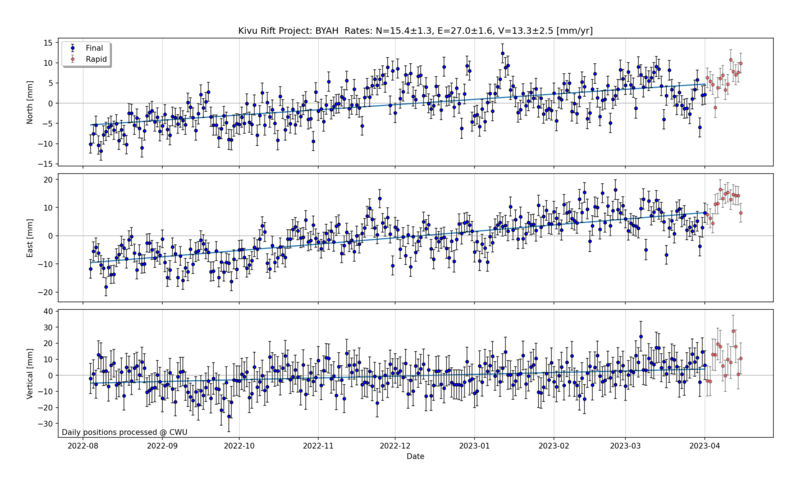 Kivu Rift Project: BYAH  Rates: N=15.4±1.3, E=27.0±1.6, V=13.3±2.5 [mm/yr]
Final
Rapid
North [mm]
15
10
5
0
−5
−10
−15
East [mm]
20
10
0
−10
−20
Vertical [mm]
40
30
20
10
0
−10
−20
−30
Daily positions processed @ CWU
2022-08 2022-09 2022-10 2022-11 2022-12 2023-01 2023-02 2023-03 2023-04
Date